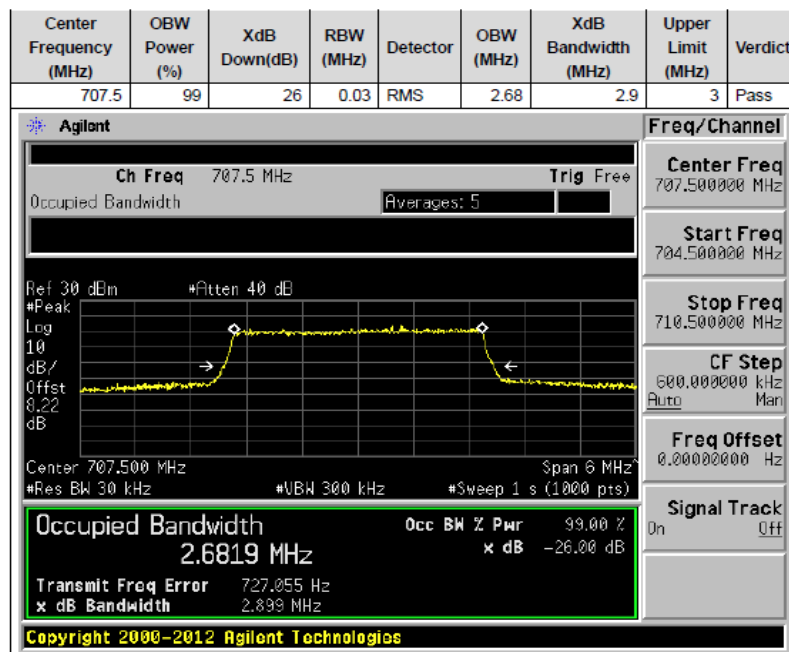 Center Frequency (MHz) OBW Power (%) XdB Down(dB) RBW (MHz) Detector OBW (MHz) XdB Bandwidth (MHz) Upper Limit (MHz) Verdict
707.5 99 26 0.03 RMS 2.68 2.9 3 Pass
Agilent Freq/Channel
Ch Freq 707.5 MHz Trig Free
Occupied Bandwidth Averages: 5
Center Freq
707.500000 MHz
Start Freq
704.500000 MHz
Stop Freq
710.500000 MHz
CF Step
600.000000 kHz
Auto Man
Freq Offset
0.00000000 Hz
Signal Track
On Off
Ref 30 dBm #Atten 40 dB
#Peak
Log
10
dB/
Offst
8.22
dB
Center 707.500 MHz Span 6 MHz^
#Res BW 30 kHz #VBW 300 kHz #Sweep 1 s (1000 pts)
Occupied Bandwidth Occ BW % Pwr 99.00 %
2.6819 MHz x dB -26.00 dB
Transmit Freq Error 727.055 Hz
x dB Bandwidth 2.899 MHz
Copyright 2000-2012 Agilent Technologies